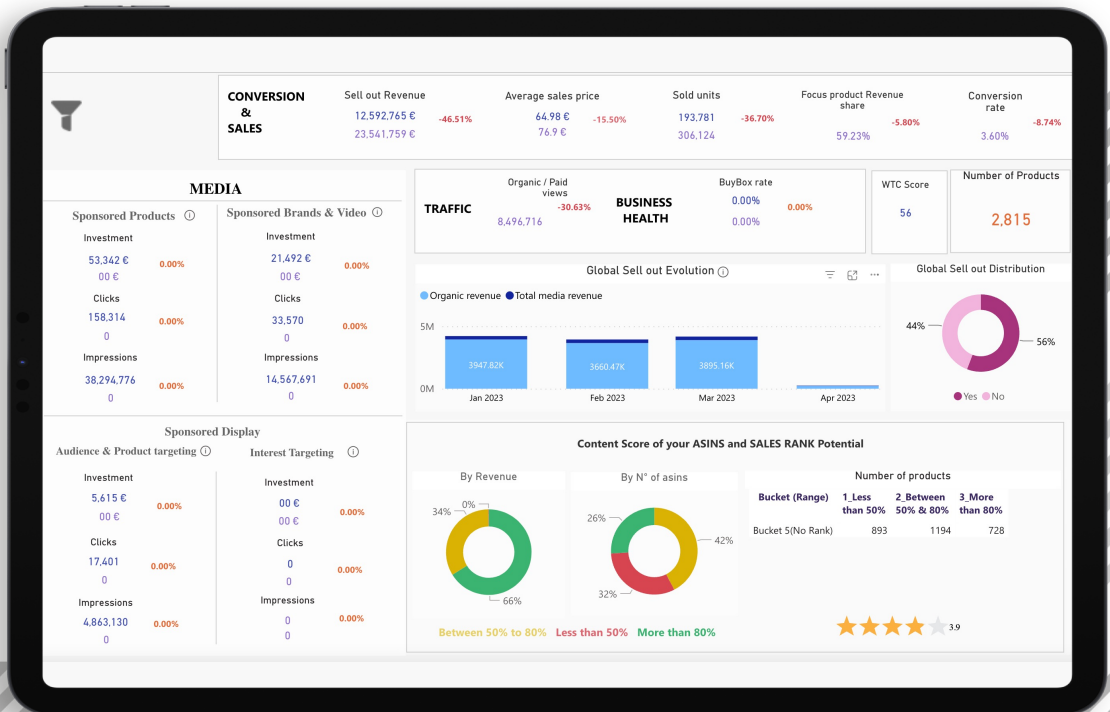 CONVERSION
&
SALES
Sell out Revenue
12,592,765 €
-46.51%
23,541,759 €
Average sales price
64.98 €
-15.50%
76.9 €
Sold units
193,781
-36.70%
306,124
Focus product Revenue
share
-5.80%
59.23%
Conversion
rate
-8.74%
3.60%
MEDIA
Sponsored Products
Investment
53,342 €
0.00%
00 €
Clicks
158,314
0.00%
0
Impressions
38,294,776
0.00%
0
Sponsored Brands & Video
Investment
21,492 €
0.00%
00 €
Clicks
33,570
0.00%
0
Impressions
14,567,691
0.00%
0
TRAFFIC
Organic / Paid
views
-30.63%
8,496,716
BUSINESS
HEALTH
BuyBox rate
0.00%
0.00%
0.00%
WTC Score
56
Number of Products
2,815
Global Sell out Evolution
Organic revenue Total media revenue
5M
0M
3947.82K
3660.47K
3895.16K
Jan 2023
Feb 2023
Mar 2023
Apr 2023
Global Sell out Distribution
44%
56%
Yes No
Sponsored Display
Audience & Product targeting
Investment
5,615 €
0.00%
00 €
Clicks
17,401
0.00%
0
Impressions
4,863,130
0.00%
0
Interest Targeting
Investment
00 €
0.00%
00 €
Clicks
0
0.00%
0
Impressions
0
0.00%
0
Content Score of your ASINS and SALES RANK Potential
By Revenue
0%
34%
66%
By N° of asins
26%
42%
32%
Between 50% to 80% Less than 50% More than 80%
Number of products
Bucket (Range) 1_Less than 50% 2_Between 50% & 80% 3_More than 80%
Bucket 5(No Rank) 893 1194 728
3.9